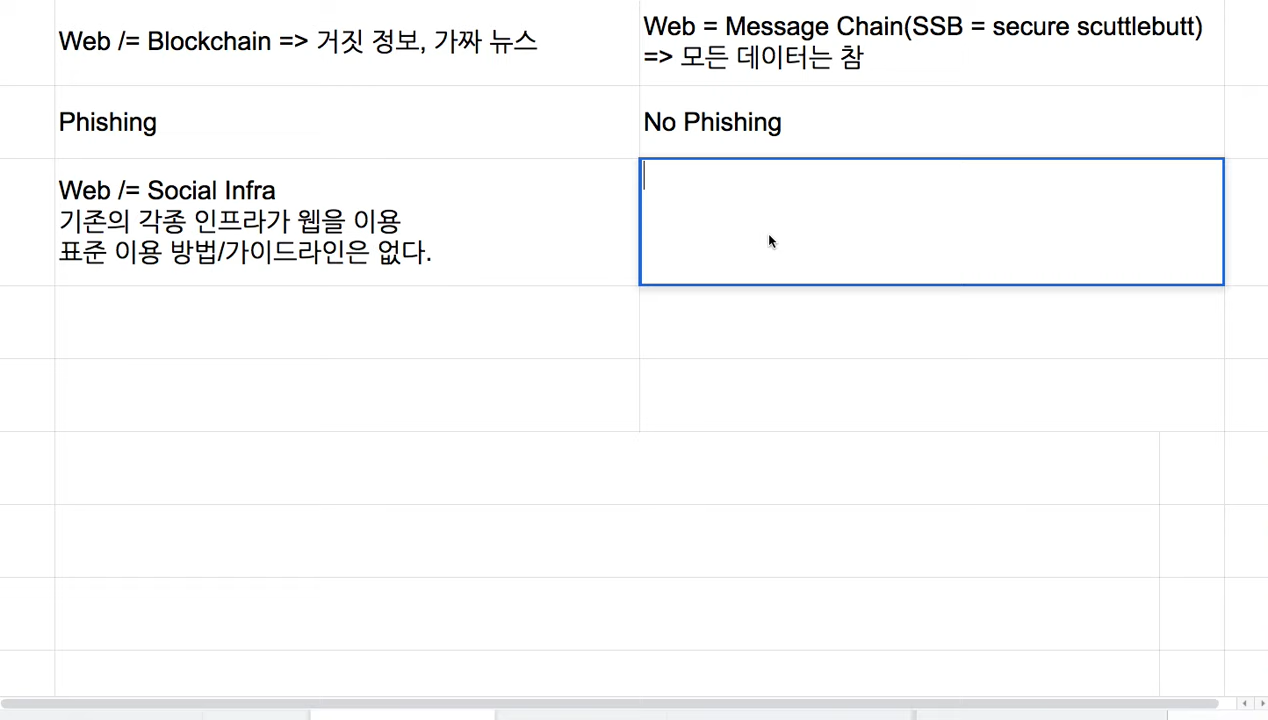 Web /= Blockchain => 거짓 정보, 가짜 뉴스
Web = Message Chain(SSB = secure scuttlebutt)
=> 모든 데이터는 참
Phishing
No Phishing
Web /= Social Infra
기존의 각종 인프라가 웹을 이용
표준 이용 방법/가이드라인은 없다.